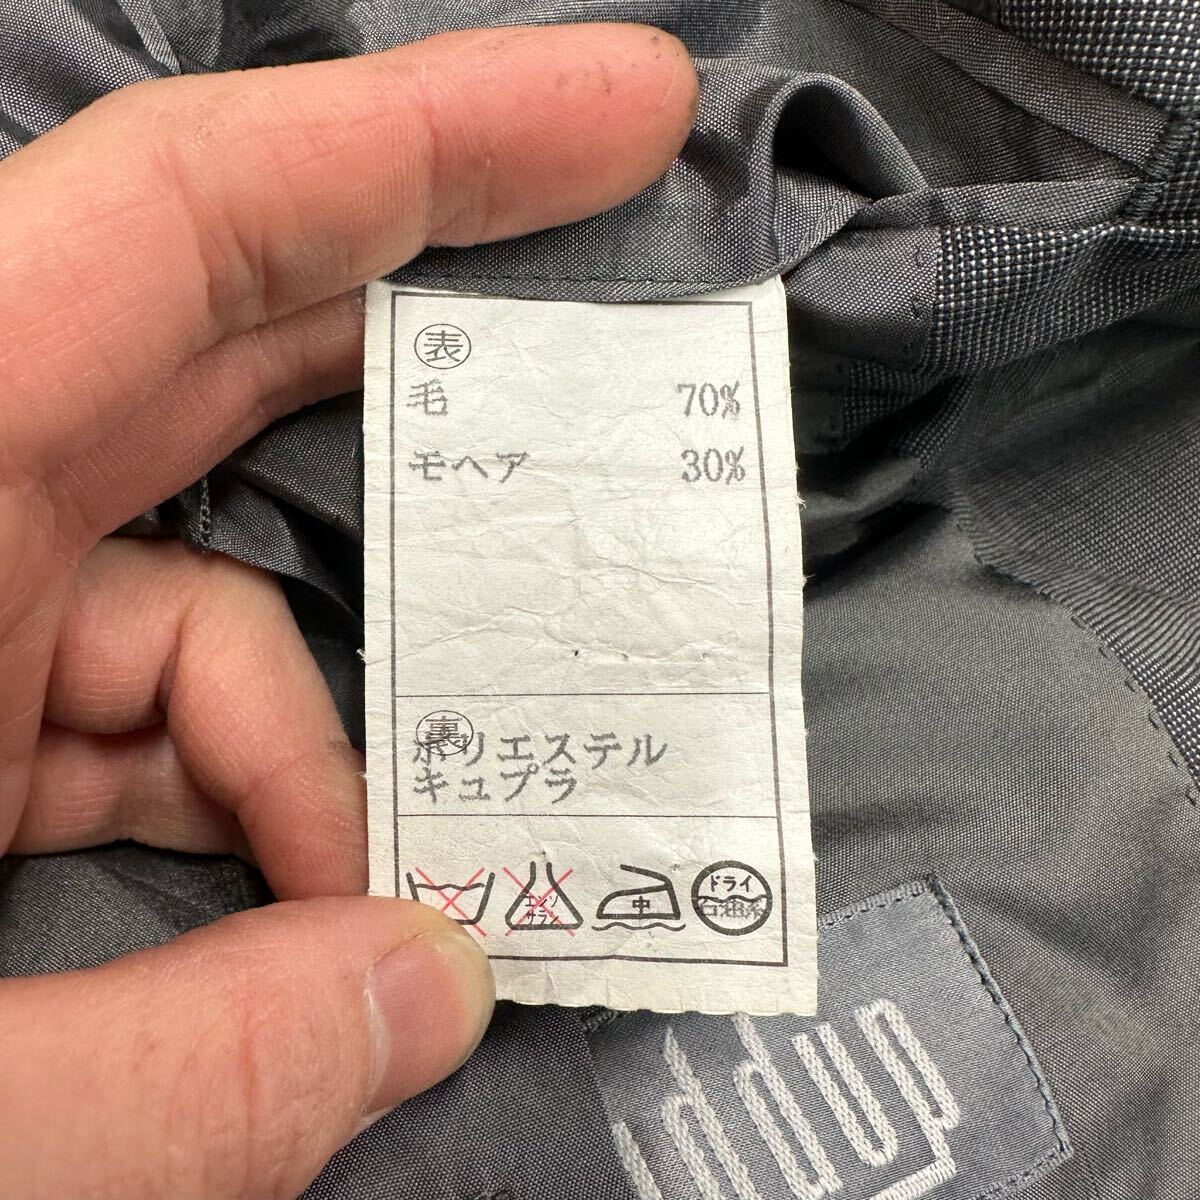 表
毛 70%
モヘア 30%
裏
ポリエステル
キュプラ
エンソ
サラシ
中
ドライ
石油系
dunhill